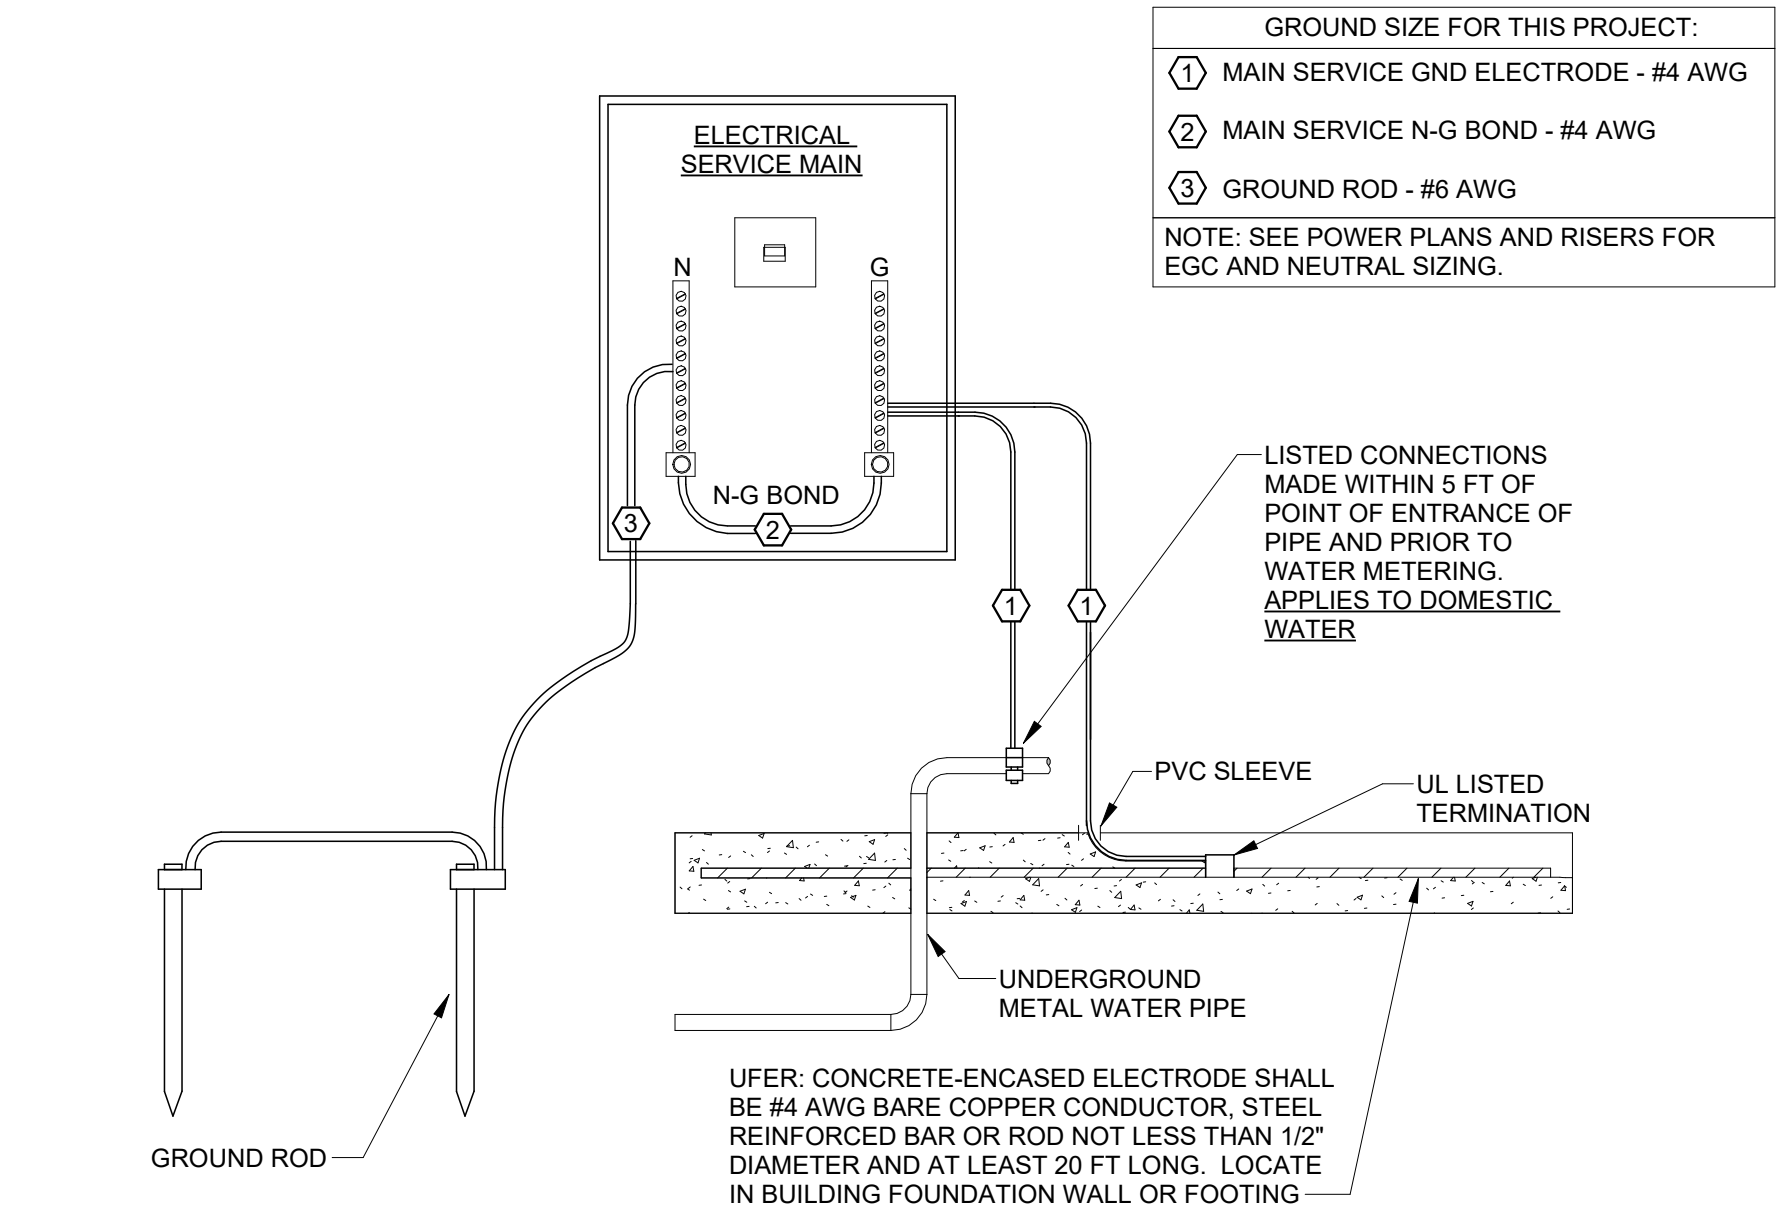 GROUND SIZE FOR THIS PROJECT:
1 MAIN SERVICE GND ELECTRODE - #4 AWG
2 MAIN SERVICE N-G BOND - #4 AWG
3 GROUND ROD - #6 AWG
NOTE: SEE POWER PLANS AND RISERS FOR
EGC AND NEUTRAL SIZING.
ELECTRICAL
SERVICE MAIN
N
G
N-G BOND
3
2
1
1
LISTED CONNECTIONS
MADE WITHIN 5 FT OF
POINT OF ENTRANCE OF
PIPE AND PRIOR TO
WATER METERING.
APPLIES TO DOMESTIC
WATER
PVC SLEEVE
UL LISTED
TERMINATION
UNDERGROUND
METAL WATER PIPE
GROUND ROD
UFER: CONCRETE-ENCASED ELECTRODE SHALL
BE #4 AWG BARE COPPER CONDUCTOR, STEEL
REINFORCED BAR OR ROD NOT LESS THAN 1/2"
DIAMETER AND AT LEAST 20 FT LONG. LOCATE
IN BUILDING FOUNDATION WALL OR FOOTING